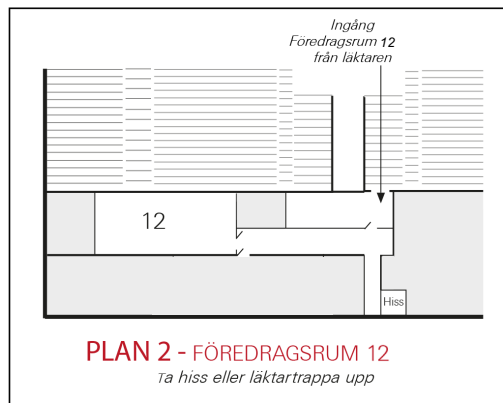 Ingång
Föredragsrum 12
från läktaren
12
Hiss
PLAN 2 - FÖREDRAGSRUM 12
Ta hiss eller läktartrappa upp